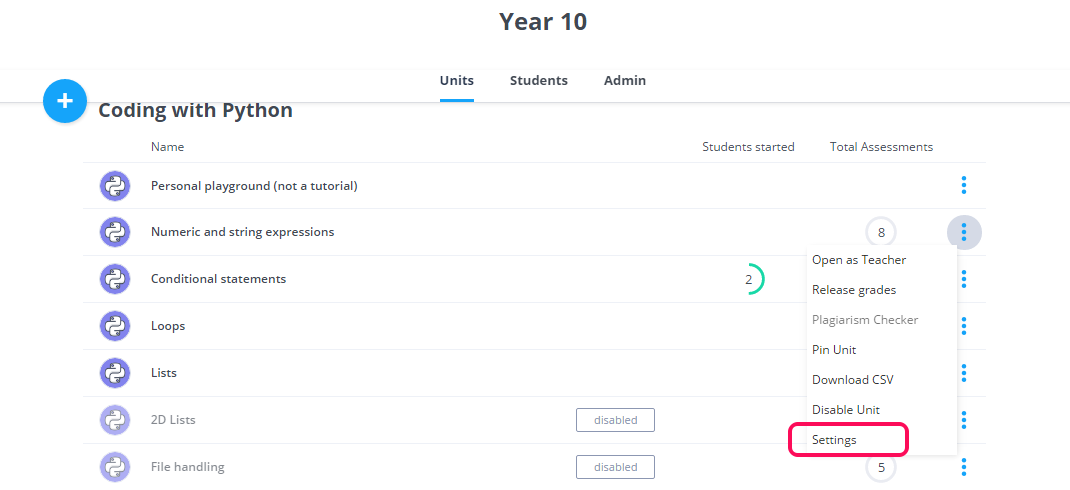 Year 10
Units Students Admin
+
Coding with Python
Name Students started Total Assessments
Personal playground (not a tutorial)
Numeric and string expressions 8
Open as Teacher
Conditional statements 2
Release grades
Loops
Plagiarism Checker
Pin Unit
Lists
Download CSV
2D Lists disabled
Disable Unit
Settings
File handling disabled 5